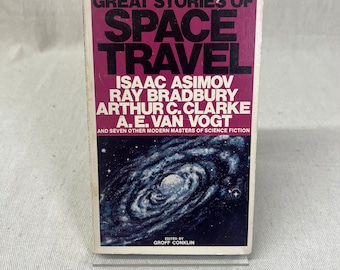 GREAT STORIES OF
SPACE
TRAVEL
ISAAC ASIMOV
RAY BRADBURY
ARTHUR C. CLARKE
A. E. VAN VOGT
AND SEVEN OTHER MODERN MASTERS OF SCIENCE FICTION
EDITED BY
GROFF CONKLIN